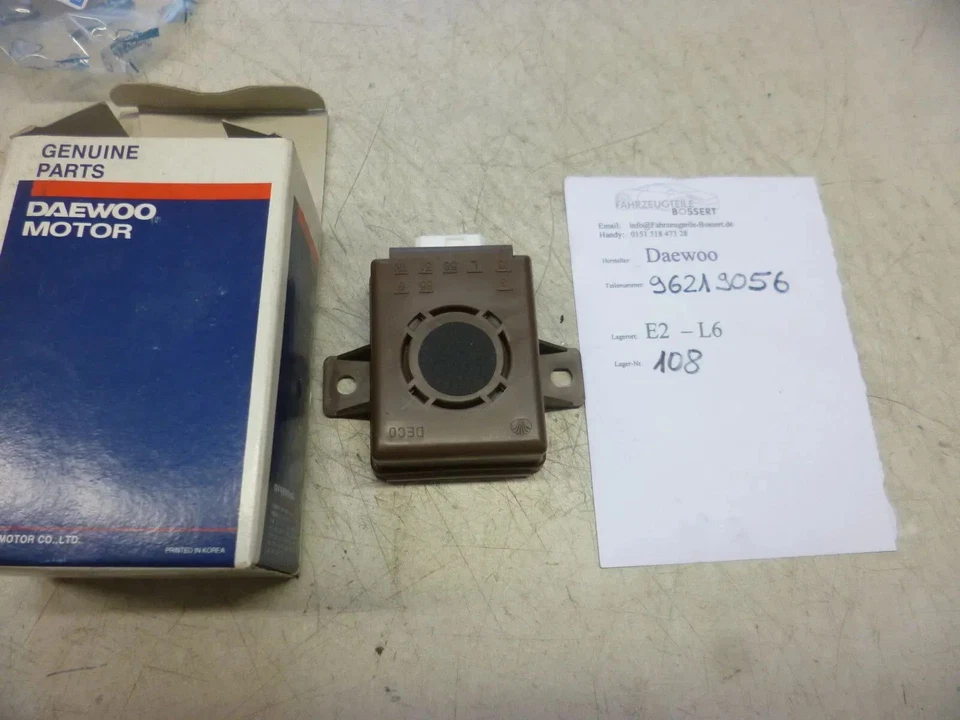 GENUINE
PARTS
DAEWOO
MOTOR
MOTOR CO.,LTD.
PRINTED IN KOREA
DECO
FAHRZEUGTEILE
BOSSERT
Email: info@Fahrzeugteile-Bossert.de
Handy: 0151 518 473 28
Hersteller Daewoo
Teilenummer 96219056
Lagerort E2 – L6
Lager-Nr. 108